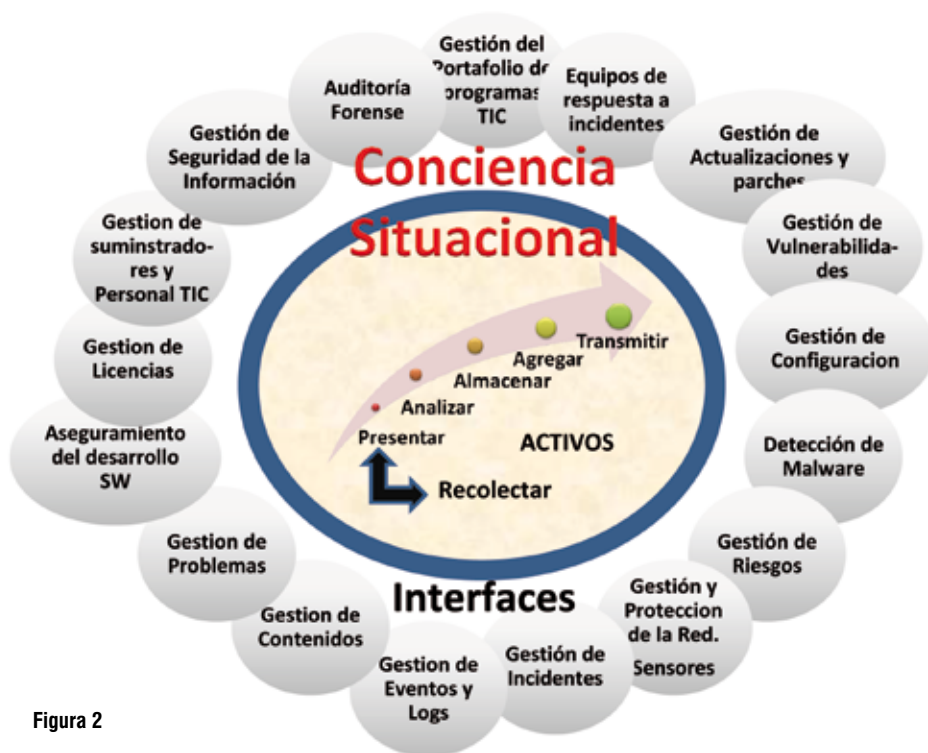 Gestión del
Portafolio de
programas
TIC
Equipos de
respuesta a
incidentes
Gestión de
Actualizaciones y
parches
Gestión de
Vulnerabilida-
des
Gestión de
Configuracion
Detección de
Malware
Gestión de
Riesgos
Gestión y
Proteccion
de la Red.
Sensores
Gestión de
Incidentes
Gestion de
Eventos y
Logs
Gestion de
Contenidos
Gestion de
Problemas
Aseguramiento
del desarrollo
SW
Gestion de
Licencias
Gestion de
suminstrado-
res y
Personal TIC
Gestión de
Seguridad de la
Información
Auditoría
Forense
Conciencia
Situacional
Transmitir
Agregar
Almacenar
Analizar
Presentar
ACTIVOS
Recolectar
Interfaces
Figura 2